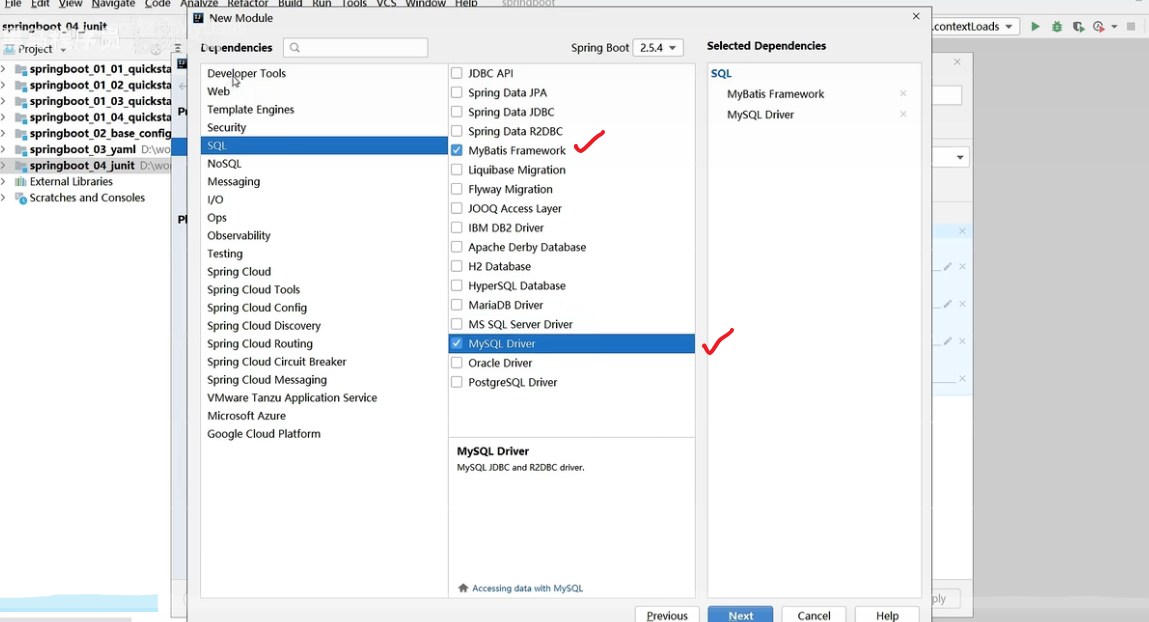 File Edit View Navigate Code Analyze Refactor Build Run Tools VCS Window Help springboot
New Module
springboot_04_junit
contextLoads
Project
Dependencies
Spring Boot 2.5.4
Selected Dependencies
springboot_01_01_quicksta
springboot_01_02_quicksta
springboot_01_03_quicksta
springboot_01_04_quicksta
springboot_02_base_config
springboot_03_yaml D:\wo
springboot_04_junit D:\wo
External Libraries
Scratches and Consoles
Developer Tools
Web
Template Engines
Security
SQL
NoSQL
Messaging
I/O
Ops
Observability
Testing
Spring Cloud
Spring Cloud Tools
Spring Cloud Config
Spring Cloud Discovery
Spring Cloud Routing
Spring Cloud Circuit Breaker
Spring Cloud Messaging
VMware Tanzu Application Service
Microsoft Azure
Google Cloud Platform
JDBC API
Spring Data JPA
Spring Data JDBC
Spring Data R2DBC
MyBatis Framework
Liquibase Migration
Flyway Migration
JOOQ Access Layer
IBM DB2 Driver
Apache Derby Database
H2 Database
HyperSQL Database
MariaDB Driver
MS SQL Server Driver
MySQL Driver
Oracle Driver
PostgreSQL Driver
MySQL Driver
MySQL JDBC and R2DBC driver.
Accessing data with MySQL
SQL
MyBatis Framework
MySQL Driver
Previous
Next
Cancel
Help